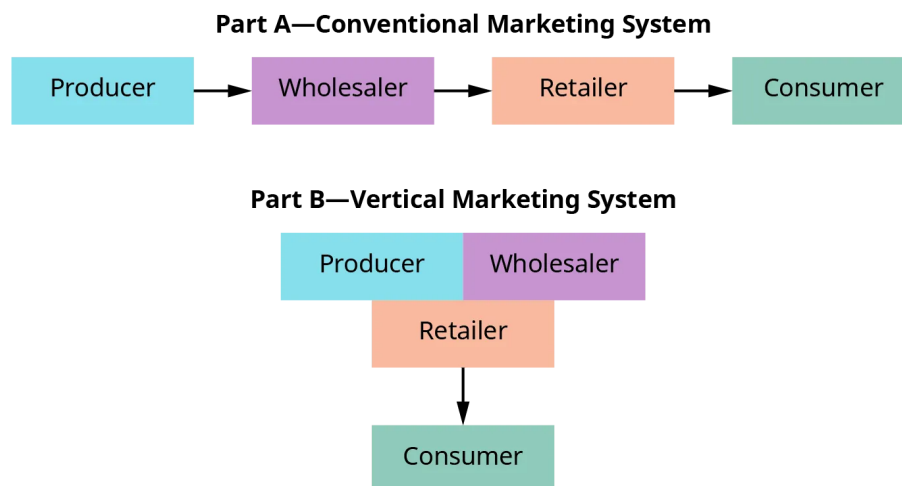 Part A—Conventional Marketing System
Producer
Wholesaler
Retailer
Consumer
Part B—Vertical Marketing System
Producer
Wholesaler
Retailer
Consumer